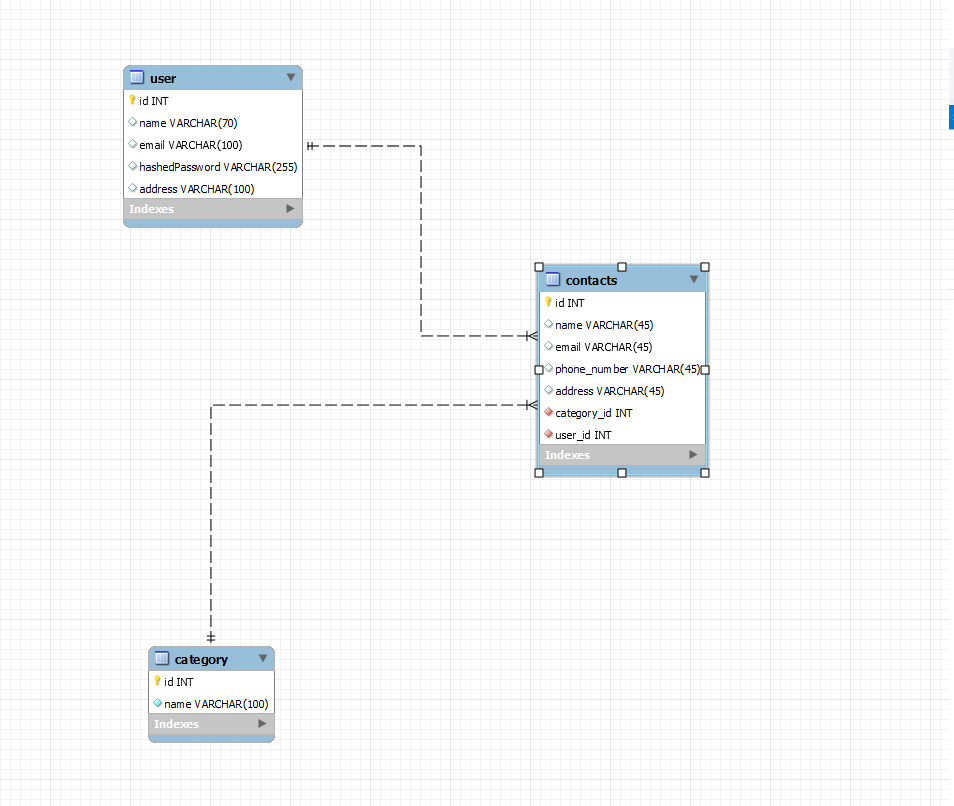 user
id INT
name VARCHAR(70)
email VARCHAR(100)
hashedPassword VARCHAR(255)
address VARCHAR(100)
Indexes
contacts
id INT
name VARCHAR(45)
email VARCHAR(45)
phone_number VARCHAR(45)
address VARCHAR(45)
category_id INT
user_id INT
Indexes
category
id INT
name VARCHAR(100)
Indexes